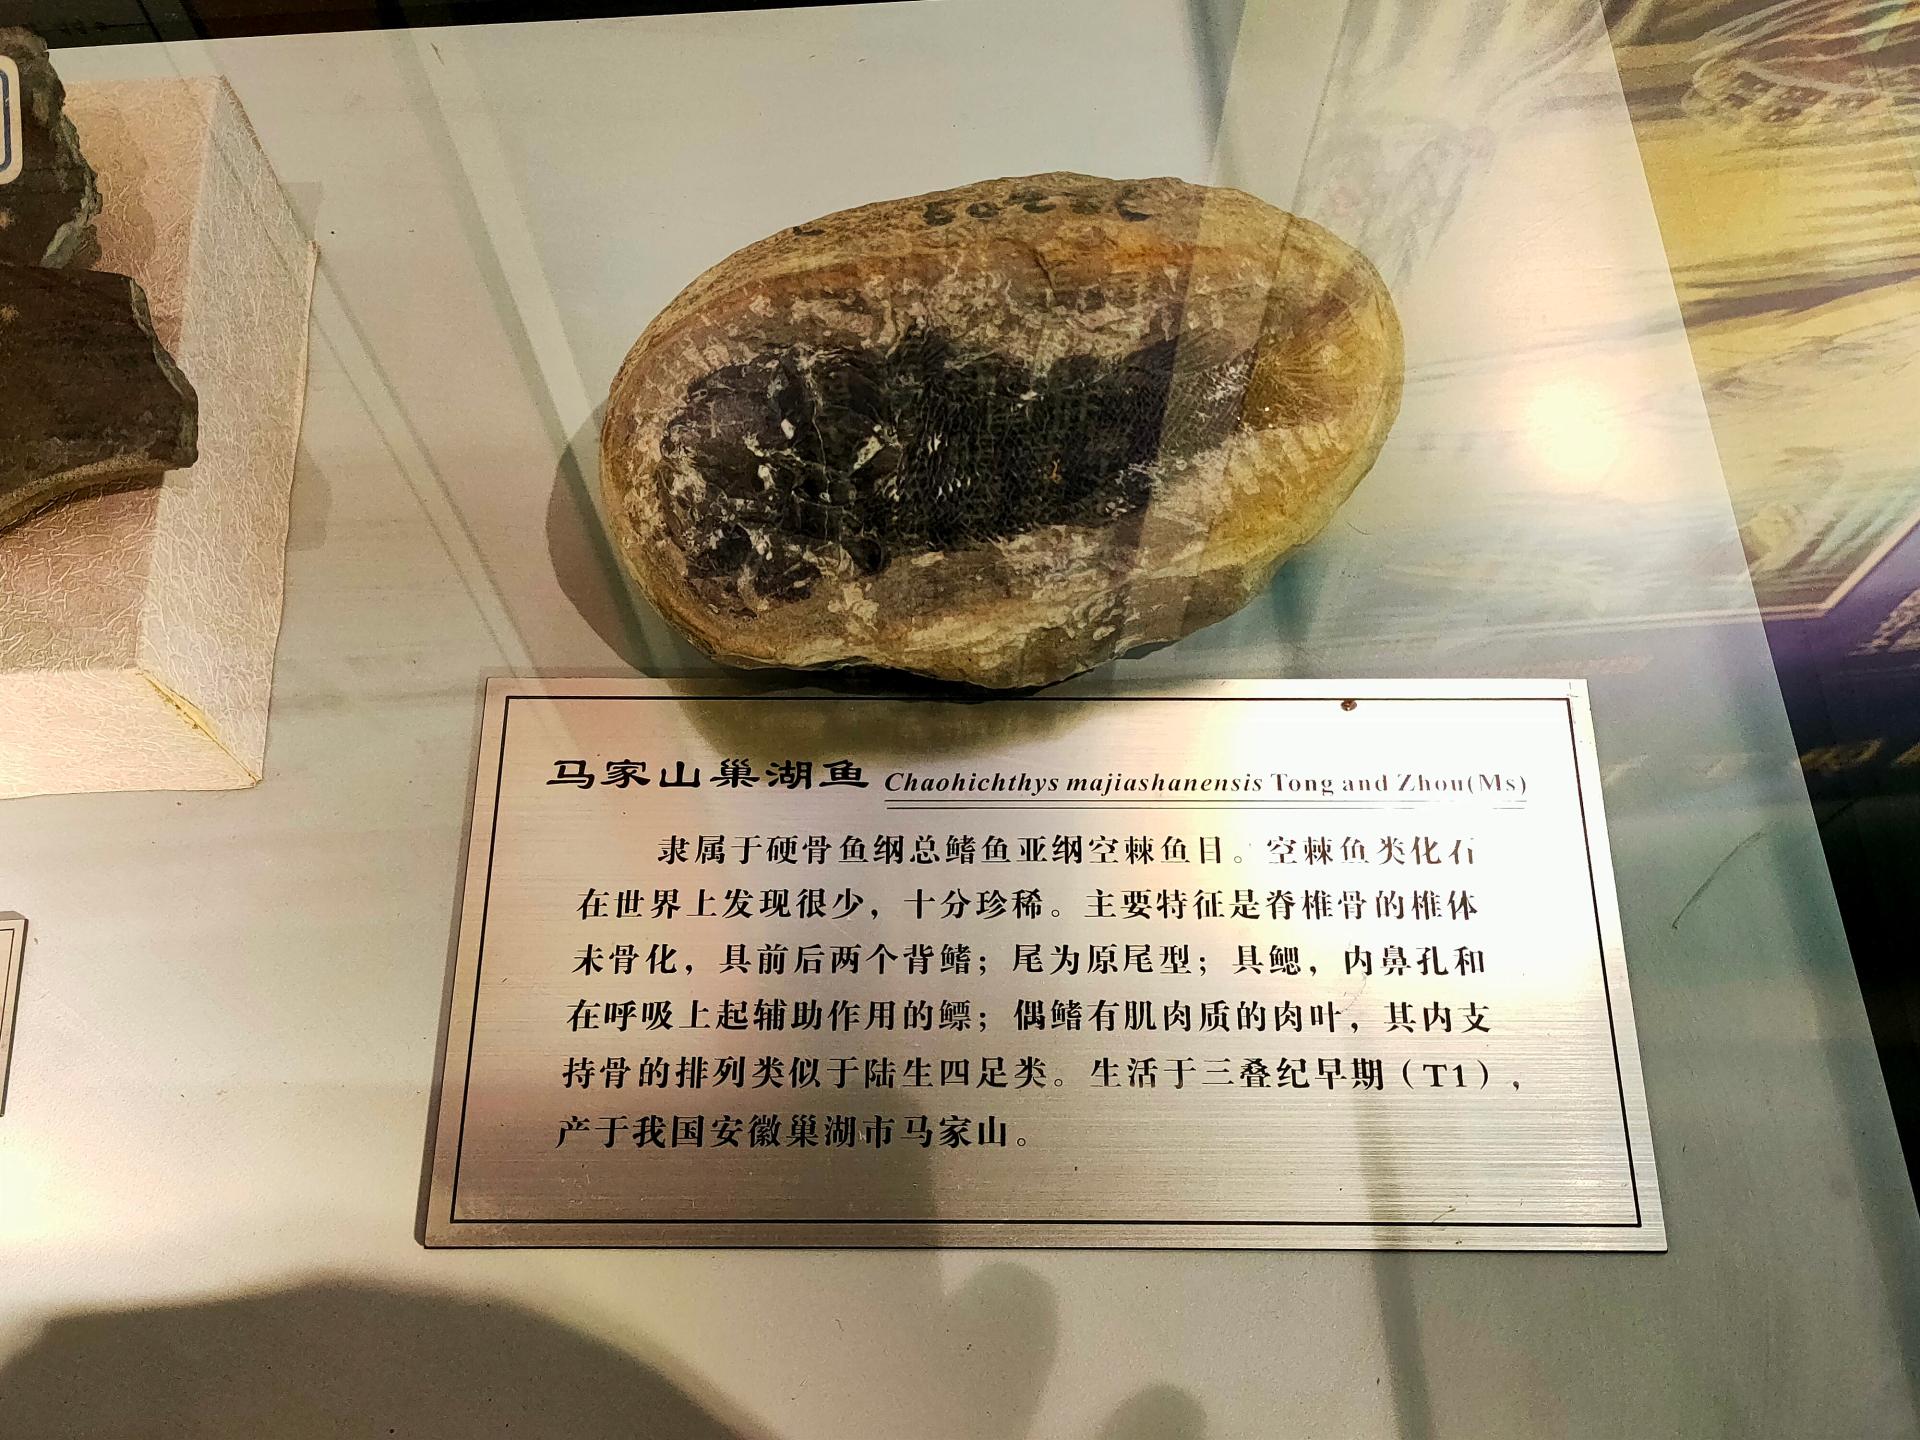 马家山巢湖鱼 Chaohichthys majiashanensis Tong and Zhou(Ms)
隶属于硬骨鱼纲总鳍鱼亚纲空棘鱼目。空棘鱼类化石
在世界上发现很少，十分珍稀。主要特征是脊椎骨的椎体
未骨化，具前后两个背鳍；尾为原尾型；具鳃，内鼻孔和
在呼吸上起辅助作用的鳔；偶鳍有肌肉质的肉叶，其内支
持骨的排列类似于陆生四足类。生活于三叠纪早期（T1），
产于我国安徽巢湖市马家山。